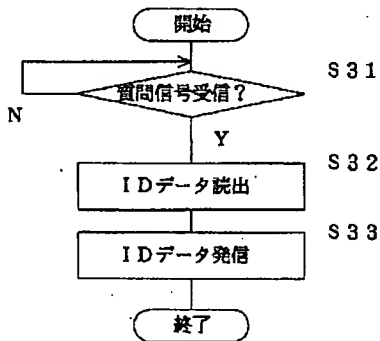 開始
S31
質問信号受信？
N
Y
S32
IDデータ読出
S33
IDデータ発信
終了